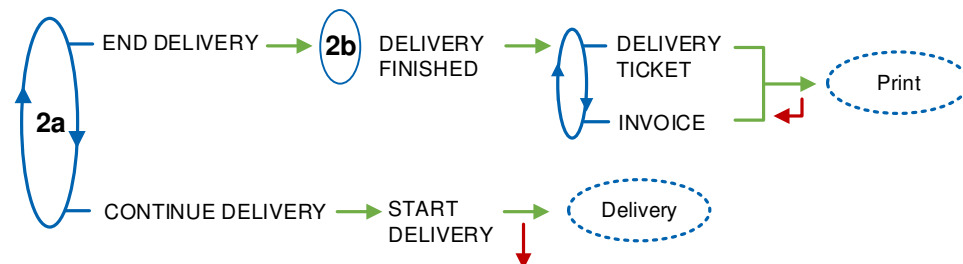 END DELIVERY
2b
DELIVERY
FINISHED
DELIVERY
TICKET
Print
2a
INVOICE
CONTINUE DELIVERY
START
DELIVERY
Delivery